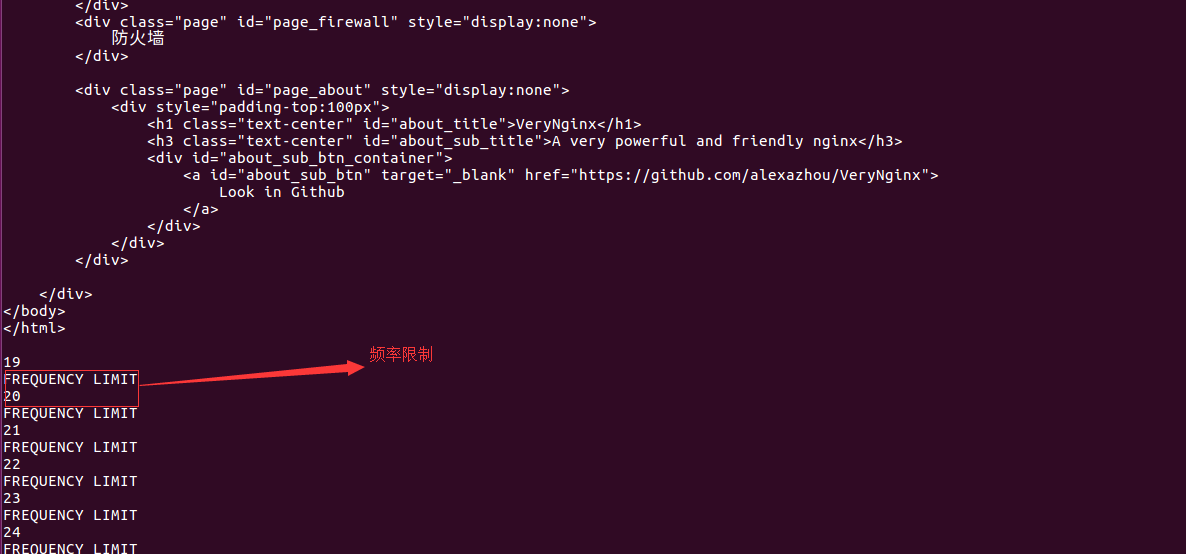 </div>
<div class="page" id="page_firewall" style="display:none">
防火墙
</div>
<div class="page" id="page_about" style="display:none">
<div style="padding-top:100px">
<h1 class="text-center" id="about_title">VeryNginx</h1>
<h3 class="text-center" id="about_sub_title">A very powerful and friendly nginx</h3>
<div id="about_sub_btn_container">
<a id="about_sub_btn" target="_blank" href="https://github.com/alexazhou/VeryNginx">
Look in Github
</a>
</div>
</div>
</div>
</div>
</body>
</html>
频率限制
19
FREQUENCY LIMIT
20
FREQUENCY LIMIT
21
FREQUENCY LIMIT
22
FREQUENCY LIMIT
23
FREQUENCY LIMIT
24
FREQUENCY LIMIT